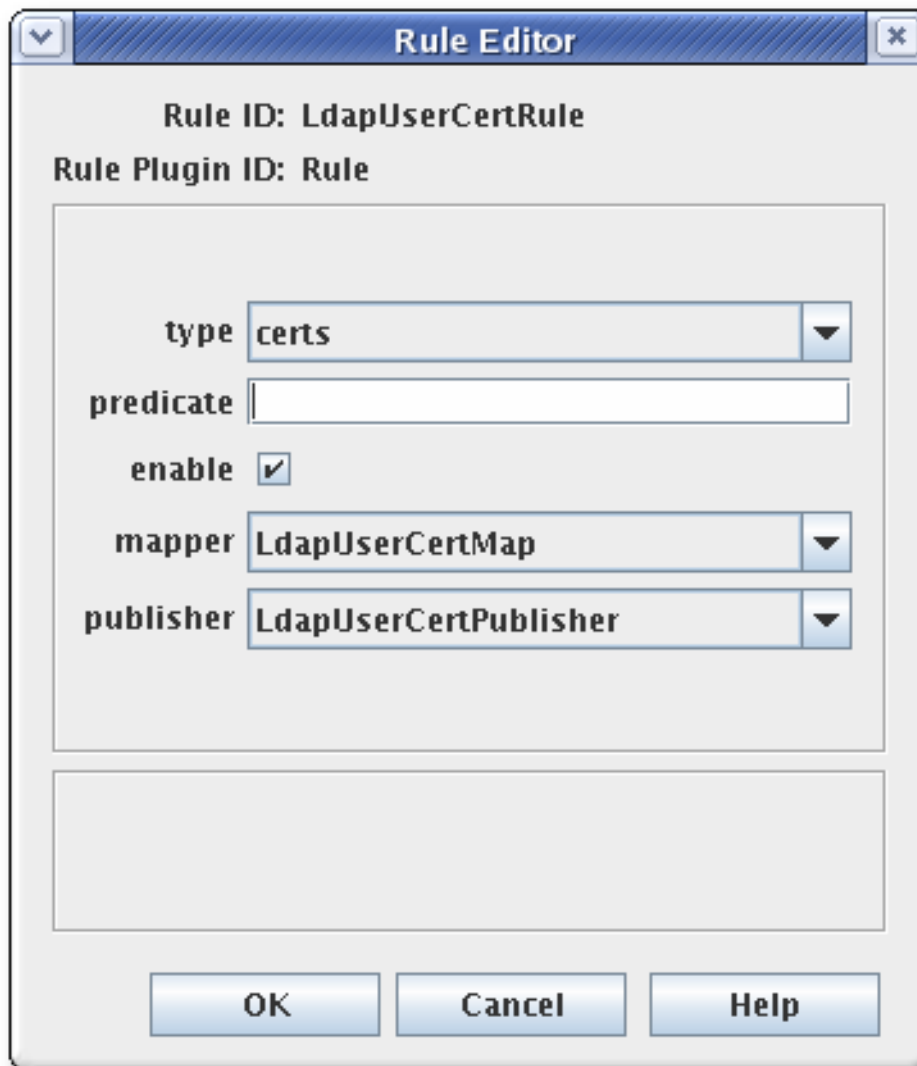 Rule Editor
Rule ID: LdapUserCertRule
Rule Plugin ID: Rule
type certs
predicate
enable
mapper LdapUserCertMap
publisher LdapUserCertPublisher
OK Cancel Help